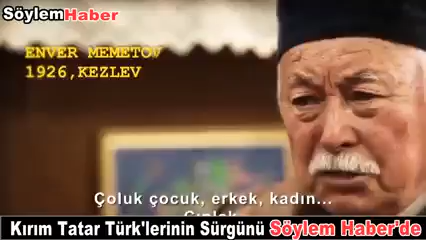 SöylemHaber
ENVER MEMETOV
1926,KEZLEV
Çoluk çocuk, erkek, kadın...
Kırım Tatar Türk'lerinin Sürgünü Söylem Haber'de